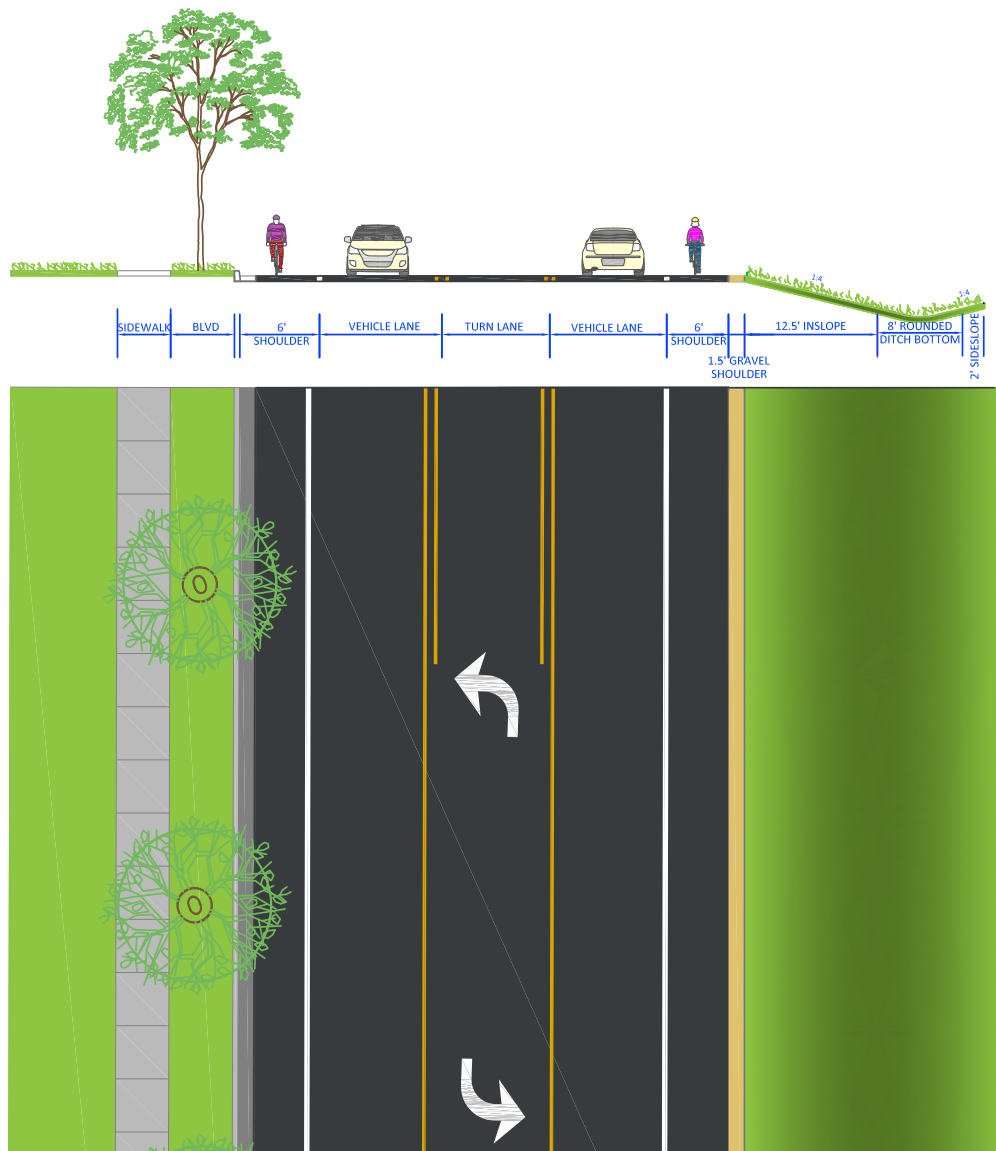 1:4
1:4
SIDEWALK
BLVD
6'
SHOULDER
VEHICLE LANE
TURN LANE
VEHICLE LANE
6'
SHOULDER
1.5' GRAVEL
SHOULDER
12.5' INSLOPE
8' ROUNDED
DITCH BOTTOM
2' SIDESLOPE